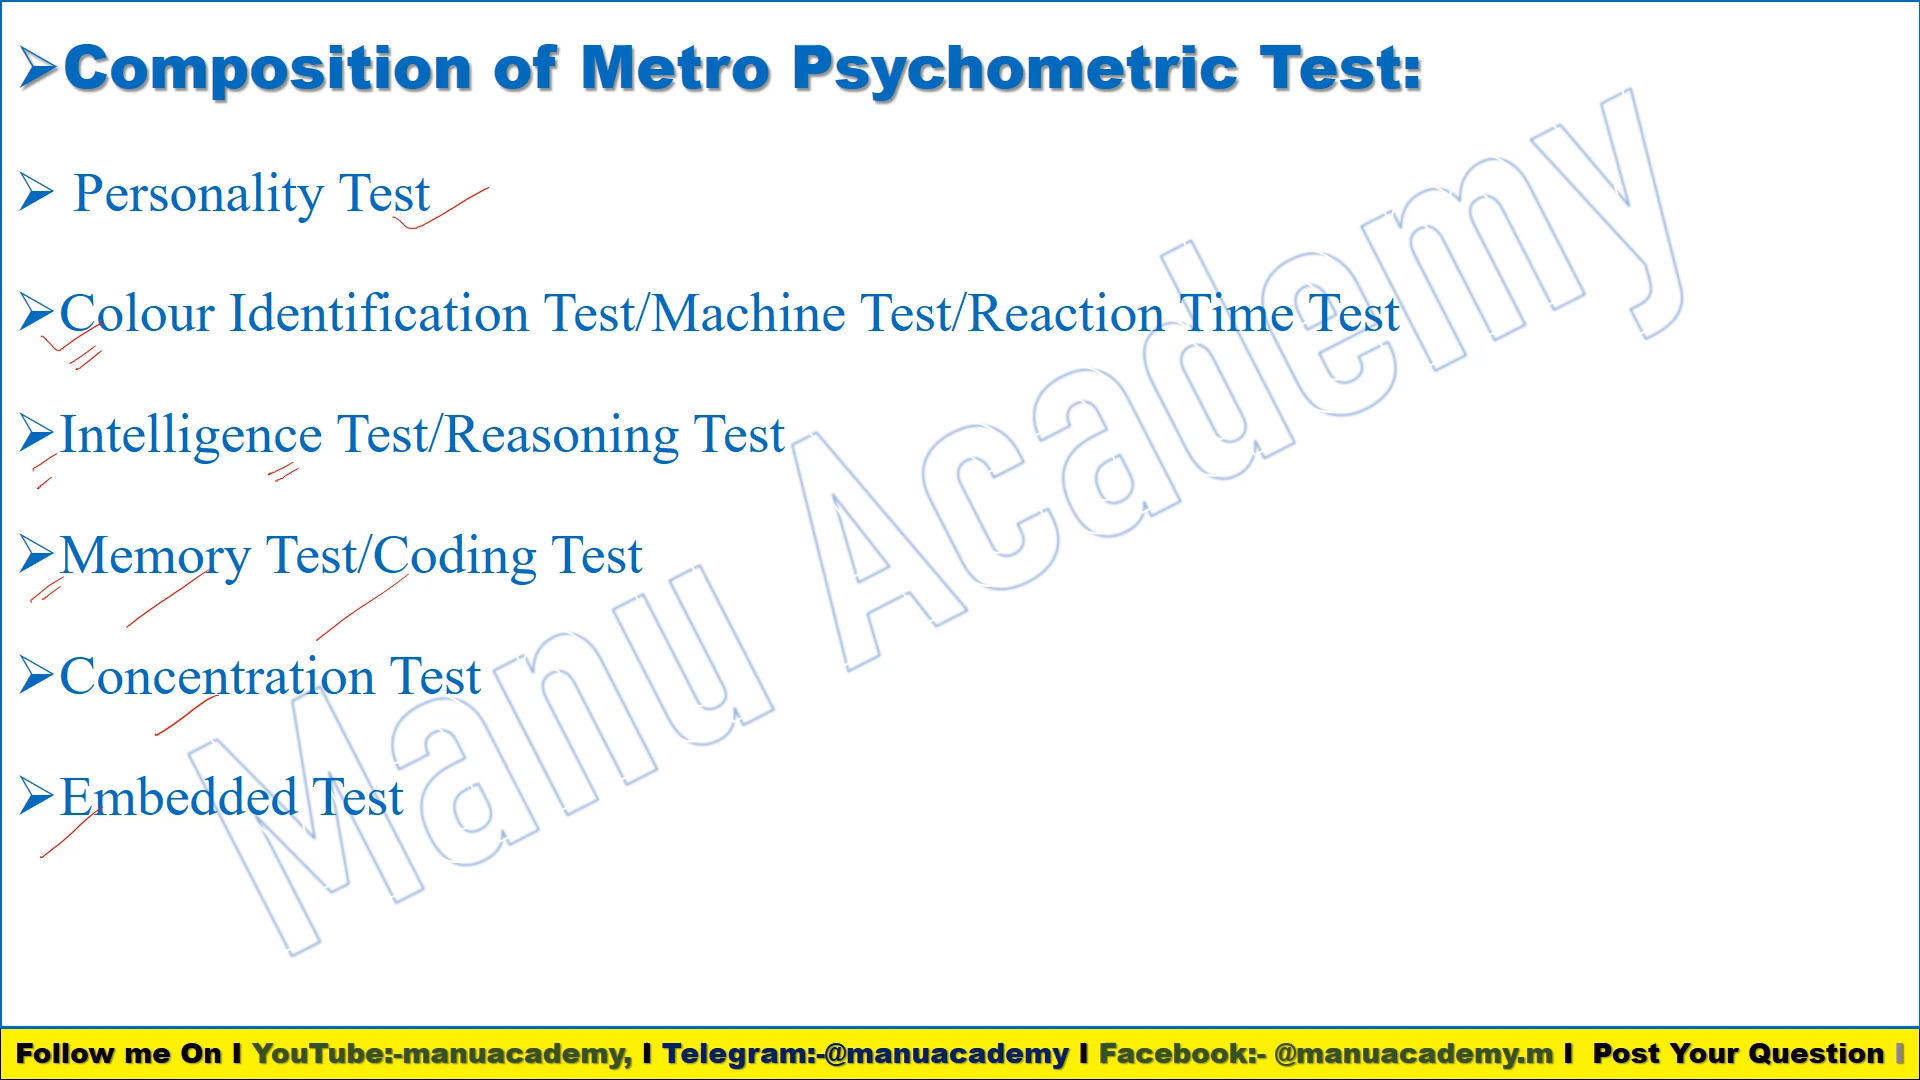 ➢Composition of Metro Psychometric Test:
➢ Personality Test
➢Colour Identification Test/Machine Test/Reaction Time Test
➢Intelligence Test/Reasoning Test
➢Memory Test/Coding Test
➢Concentration Test
➢Embedded Test
Manu Academy
Follow me On I YouTube:-manuacademy, I Telegram:-@manuacademy I Facebook:- @manuacademy.m I Post Your Question I